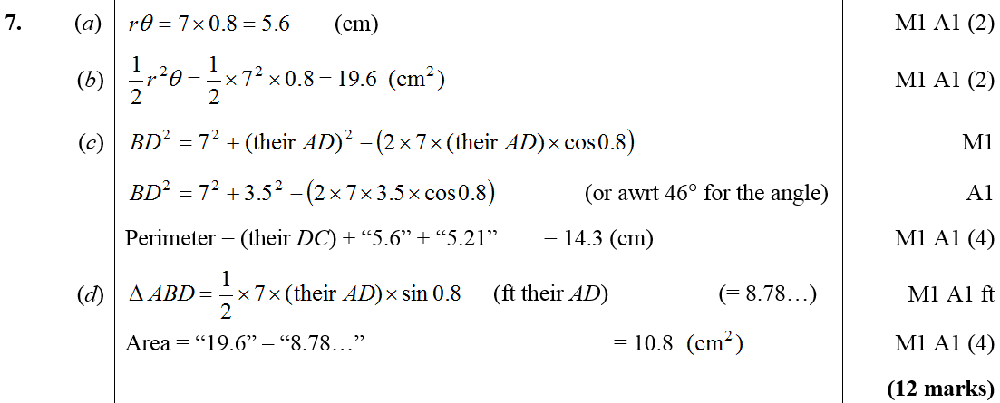 7. (a) rθ = 7 × 0.8 = 5.6 (cm) M1 A1 (2)
(b) 1/2 r²θ = 1/2 × 7² × 0.8 = 19.6 (cm²) M1 A1 (2)
(c) BD² = 7² + (their AD)² − (2 × 7 × (their AD) × cos 0.8) M1
BD² = 7² + 3.5² − (2 × 7 × 3.5 × cos 0.8) (or awrt 46° for the angle) A1
Perimeter = (their DC) + “5.6” + “5.21” = 14.3 (cm) M1 A1 (4)
(d) Δ ABD = 1/2 × 7 × (their AD) × sin 0.8 (ft their AD) (= 8.78…) M1 A1 ft
Area = “19.6” – “8.78…” = 10.8 (cm²) M1 A1 (4)
(12 marks)